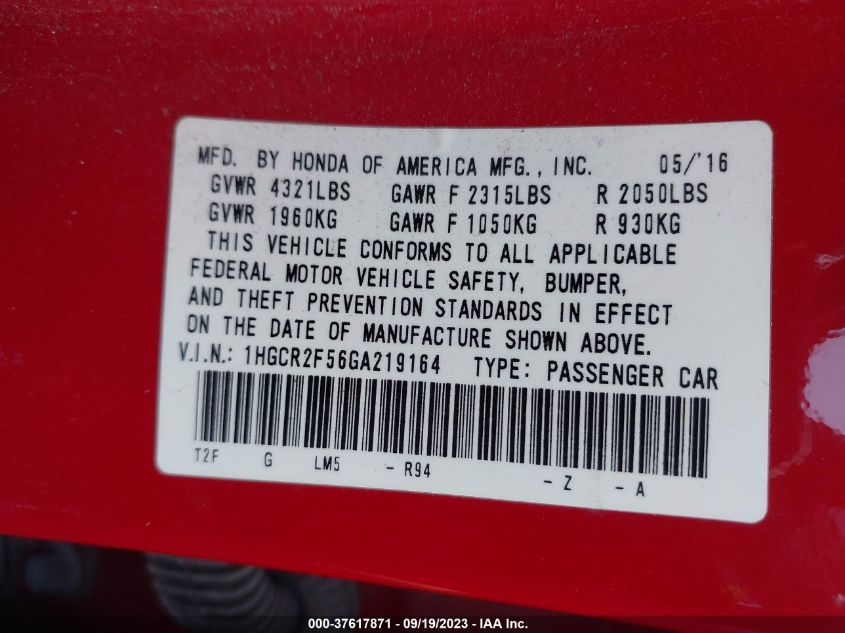 MFD. BY HONDA OF AMERICA MFG., INC. 05/'16
GVWR 4321LBS GAWR F 2315LBS R 2050LBS
GVWR 1960KG GAWR F 1050KG R 930KG
THIS VEHICLE CONFORMS TO ALL APPLICABLE
FEDERAL MOTOR VEHICLE SAFETY, BUMPER,
AND THEFT PREVENTION STANDARDS IN EFFECT
ON THE DATE OF MANUFACTURE SHOWN ABOVE.
V.I.N.: 1HGCR2F56GA219164 TYPE: PASSENGER CAR
T2F G LM5 - R94 - Z - A
000-37617871 - 09/19/2023 - IAA Inc.